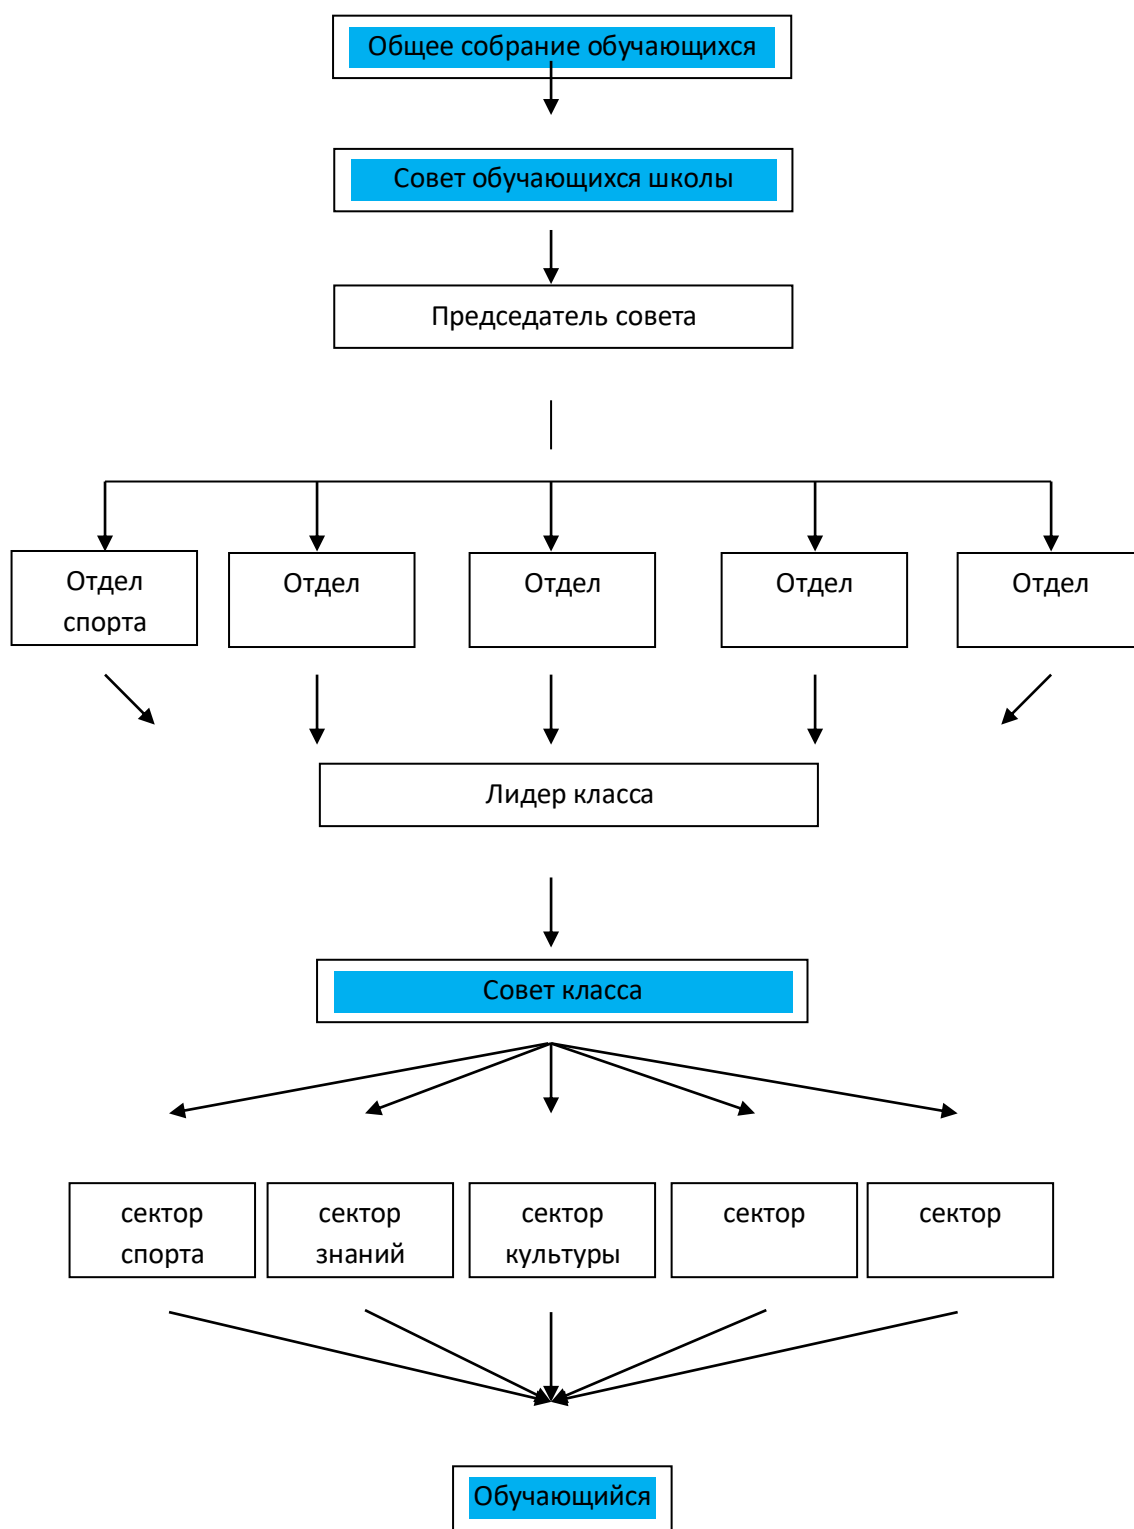 Общее собрание обучающихся
Совет обучающихся школы
Председатель совета
Отдел
спорта
Отдел
Отдел
Отдел
Отдел
Лидер класса
Совет класса
сектор
спорта
сектор
знаний
сектор
культуры
сектор
сектор
Обучающийся